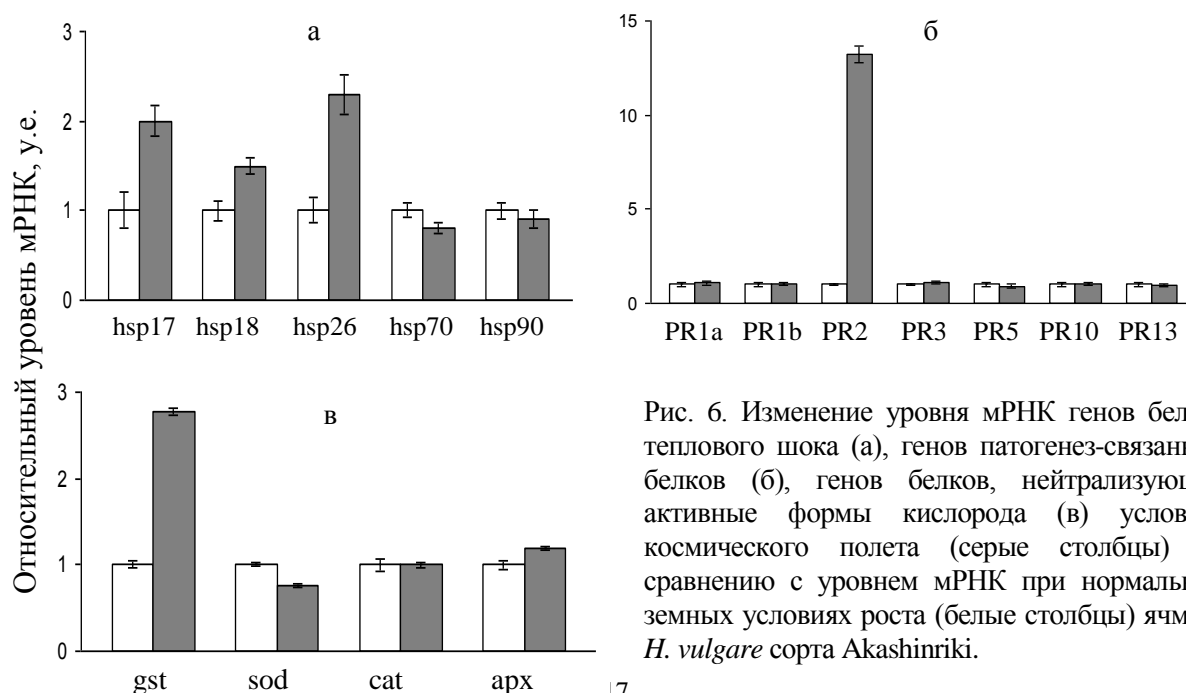 Относительный уровень мРНК, у.е.
а
3
2
1
0
hsp17 hsp18 hsp26 hsp70 hsp90
б
15
10
5
0
PR1a PR1b PR2 PR3 PR5 PR10 PR13
в
3
2
1
0
gst sod cat apx
Рис. 6. Изменение уровня мРНК генов бел
теплового шока (а), генов патогенез-связан
белков (б), генов белков, нейтрализую
активные формы кислорода (в) услов
космического полета (серые столбцы)
сравнению с уровнем мРНК при нормаль
земных условиях роста (белые столбцы) ячм
H. vulgare сорта Akashinriki.